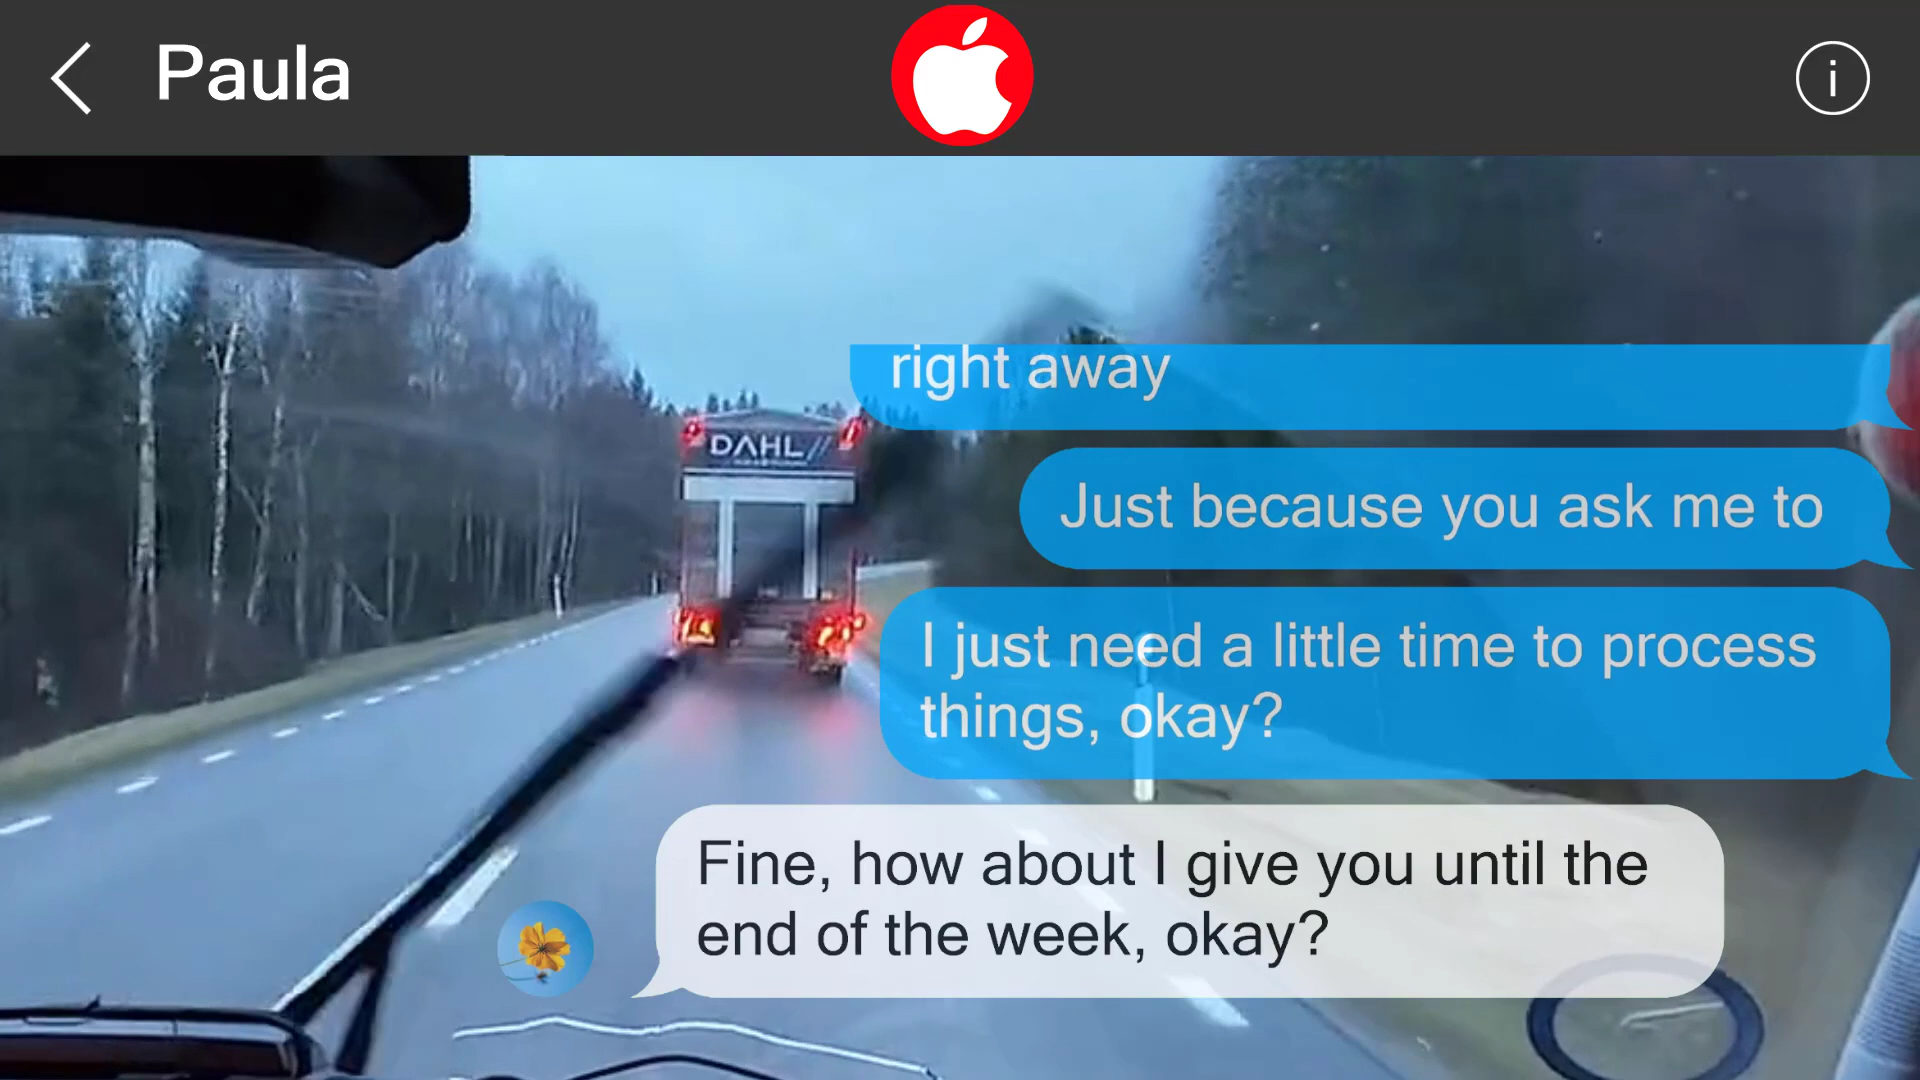 Paula
i
right away
Just because you ask me to
I just need a little time to process
things, okay?
Fine, how about I give you until the
end of the week, okay?
DAHL//